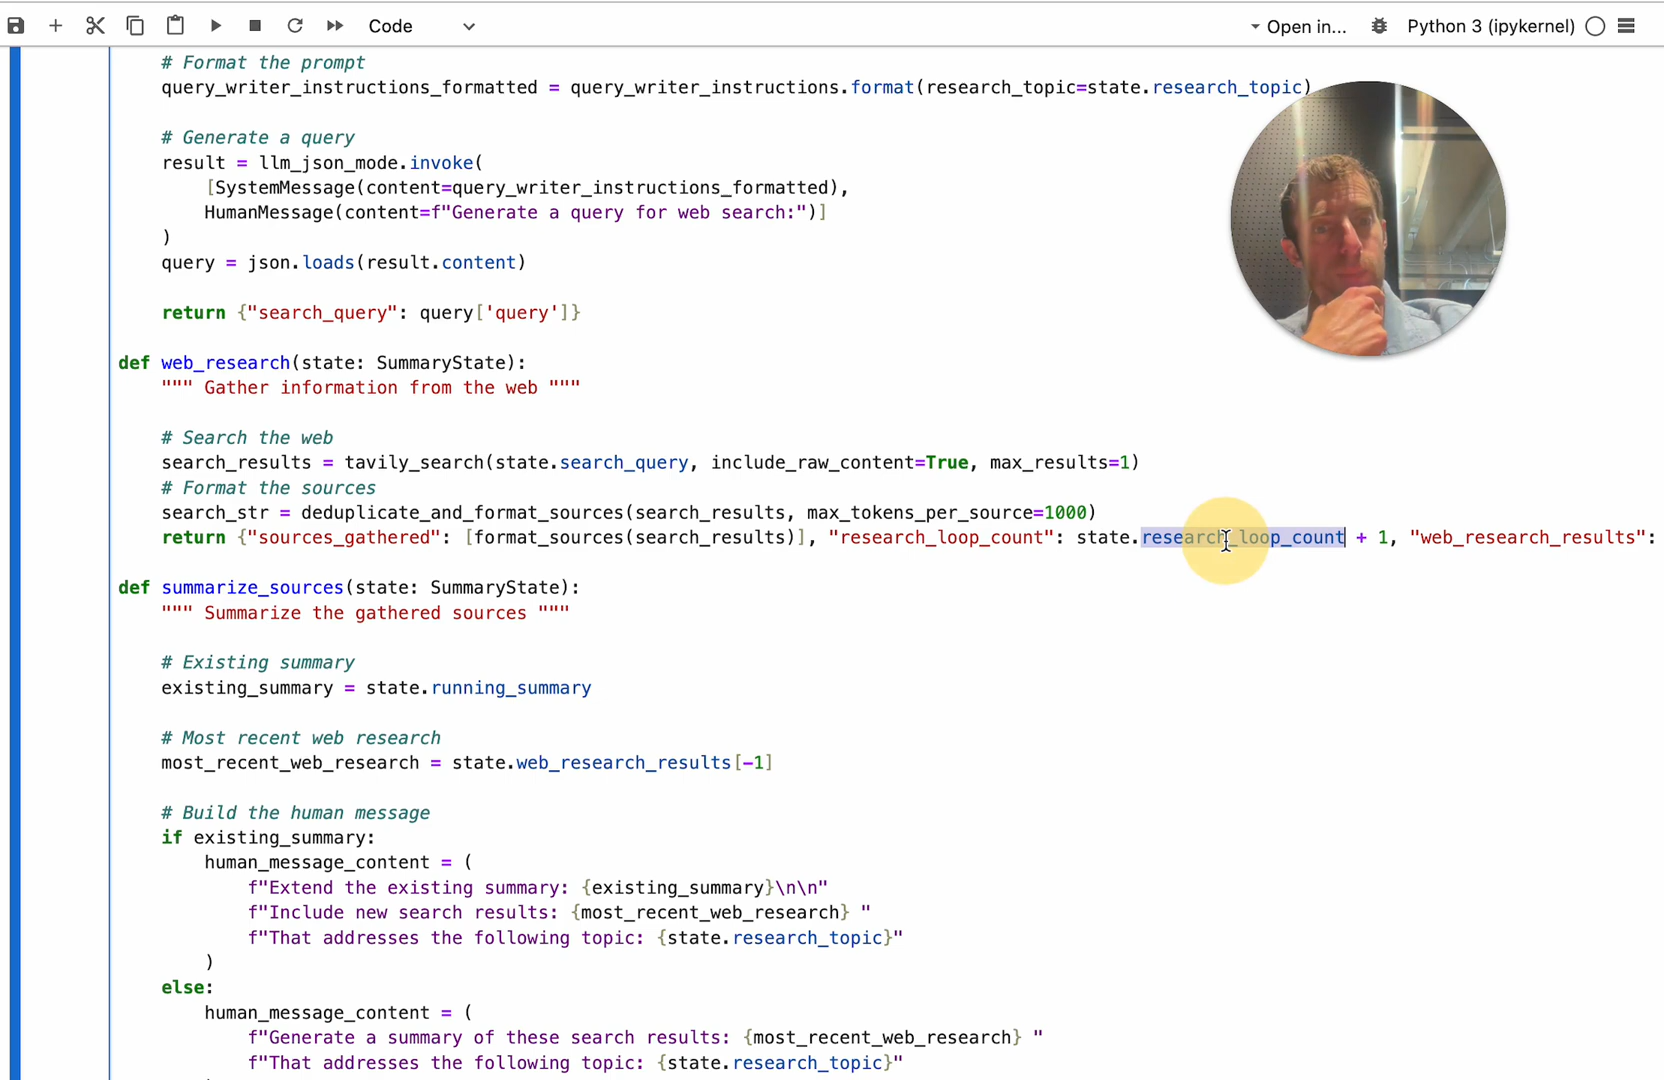 Code
Open in...
Python 3 (ipykernel)
# Format the prompt
query_writer_instructions_formatted = query_writer_instructions.format(research_topic=state.research_topic)
# Generate a query
result = llm_json_mode.invoke(
[SystemMessage(content=query_writer_instructions_formatted),
HumanMessage(content=f"Generate a query for web search:")]
)
query = json.loads(result.content)
return {"search_query": query['query']}
def web_research(state: SummaryState):
""" Gather information from the web """
# Search the web
search_results = tavily_search(state.search_query, include_raw_content=True, max_results=1)
# Format the sources
search_str = deduplicate_and_format_sources(search_results, max_tokens_per_source=1000)
return {"sources_gathered": [format_sources(search_results)], "research_loop_count": state.research_loop_count + 1, "web_research_results":
def summarize_sources(state: SummaryState):
""" Summarize the gathered sources """
# Existing summary
existing_summary = state.running_summary
# Most recent web research
most_recent_web_research = state.web_research_results[-1]
# Build the human message
if existing_summary:
human_message_content = (
f"Extend the existing summary: {existing_summary}\n\n"
f"Include new search results: {most_recent_web_research} "
f"That addresses the following topic: {state.research_topic}"
)
else:
human_message_content = (
f"Generate a summary of these search results: {most_recent_web_research} "
f"That addresses the following topic: {state.research_topic}"